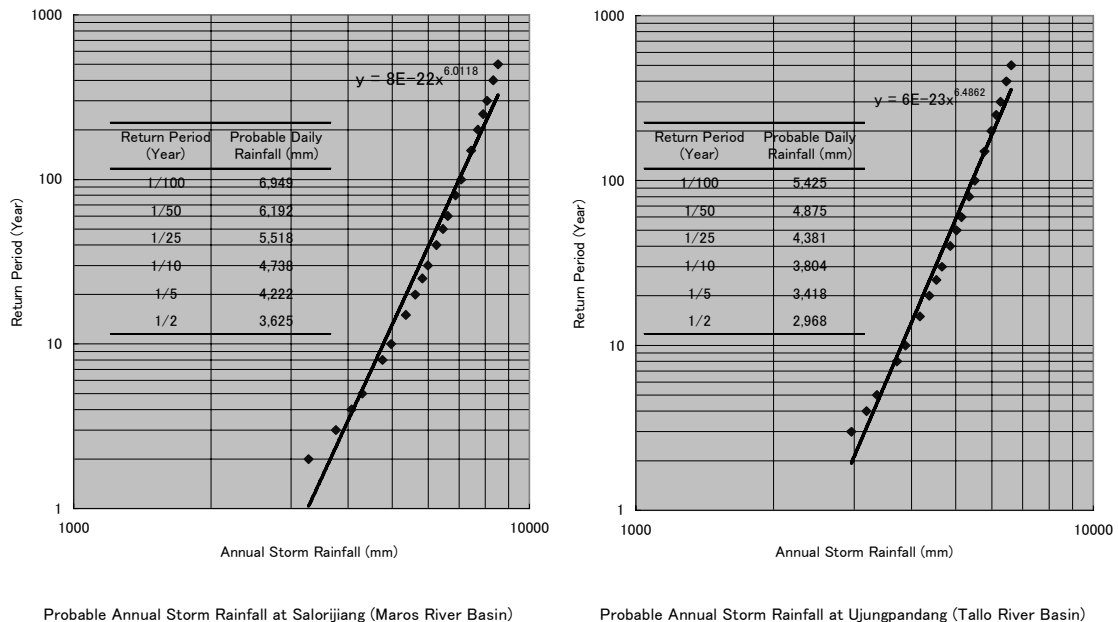 1000
100
10
1
Return Period (Year)
y = 8E-22x^6.0118
Return Period (Year) Probable Daily Rainfall (mm)
1/100 6,949
1/50 6,192
1/25 5,518
1/10 4,738
1/5 4,222
1/2 3,625
1000 10000
Annual Storm Rainfall (mm)
Probable Annual Storm Rainfall at Salorijiang (Maros River Basin)
1000
100
10
1
Return Period (Year)
y = 6E-23x^6.4862
Return Period (Year) Probable Daily Rainfall (mm)
1/100 5,425
1/50 4,875
1/25 4,381
1/10 3,804
1/5 3,418
1/2 2,968
1000 10000
Annual Storm Rainfall (mm)
Probable Annual Storm Rainfall at Ujungpandang (Tallo River Basin)